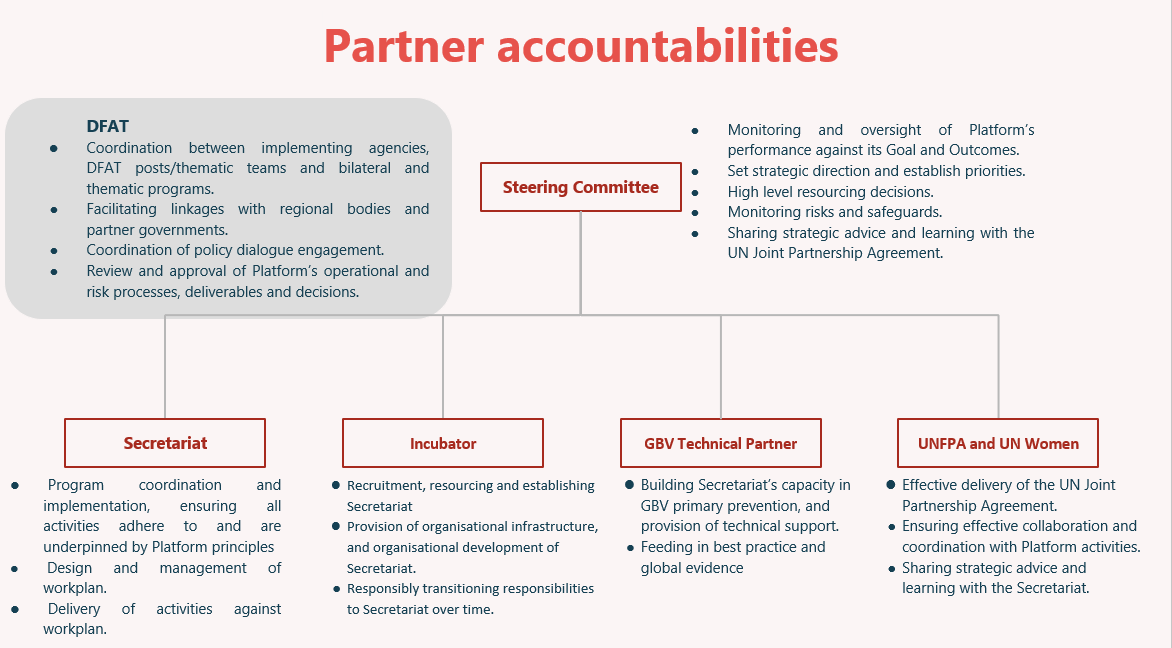 Partner accountabilities
DFAT
● Coordination between implementing agencies,
DFAT posts/thematic teams and bilateral and
thematic programs.
● Facilitating linkages with regional bodies and
partner governments.
● Coordination of policy dialogue engagement.
● Review and approval of Platform's operational and
risk processes, deliverables and decisions.
Steering Committee
● Monitoring and oversight of Platform's
performance against its Goal and Outcomes.
● Set strategic direction and establish priorities.
● High level resourcing decisions.
● Monitoring risks and safeguards.
● Sharing strategic advice and learning with the
UN Joint Partnership Agreement.
Secretariat
● Program coordination and
implementation, ensuring all
activities adhere to and are
underpinned by Platform principles
● Design and management of
workplan.
● Delivery of activities against
workplan.
Incubator
● Recruitment, resourcing and establishing
Secretariat
● Provision of organisational infrastructure,
and organisational development of
Secretariat.
● Responsibly transitioning responsibilities
to Secretariat over time.
GBV Technical Partner
● Building Secretariat's capacity in
GBV primary prevention, and
provision of technical support.
● Feeding in best practice and
global evidence
UNFPA and UN Women
● Effective delivery of the UN Joint
Partnership Agreement.
● Ensuring effective collaboration and
coordination with Platform activities.
● Sharing strategic advice and
learning with the Secretariat.